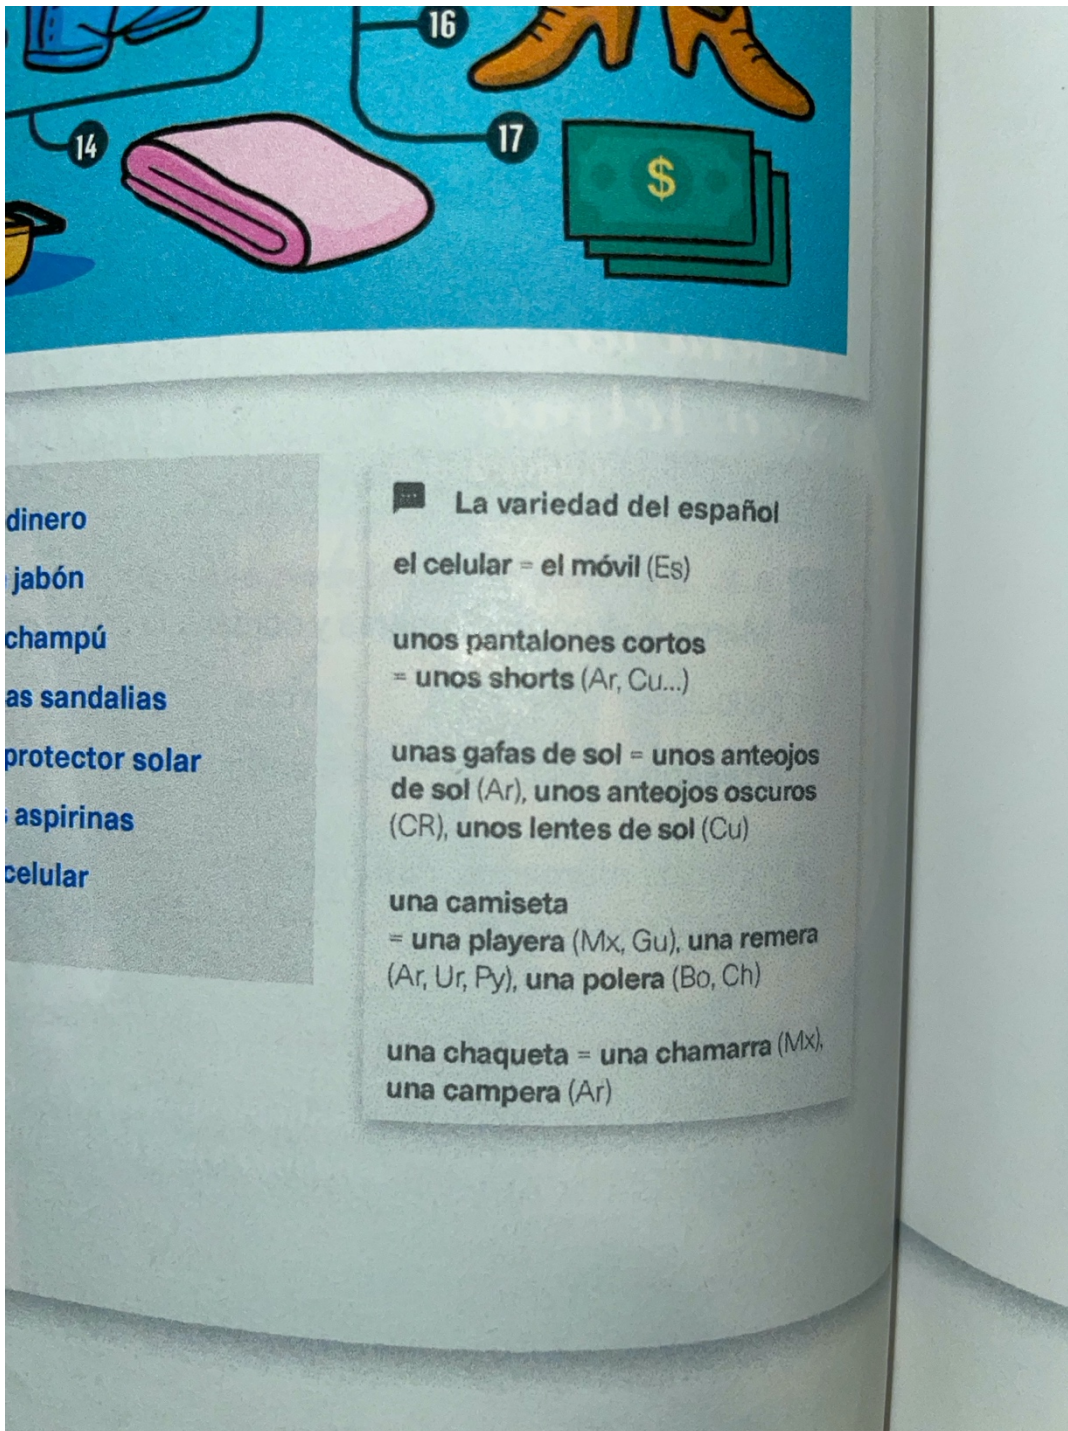 16
14
17
$
dinero
jabón
champú
as sandalias
protector solar
aspirinas
celular
La variedad del español
el celular = el móvil (Es)
unos pantalones cortos
= unos shorts (Ar, Cu...)
unas gafas de sol = unos anteojos
de sol (Ar), unos anteojos oscuros
(CR), unos lentes de sol (Cu)
una camiseta
= una playera (Mx, Gu), una remera
(Ar, Ur, Py), una polera (Bo, Ch)
una chaqueta = una chamarra (Mx),
una campera (Ar)